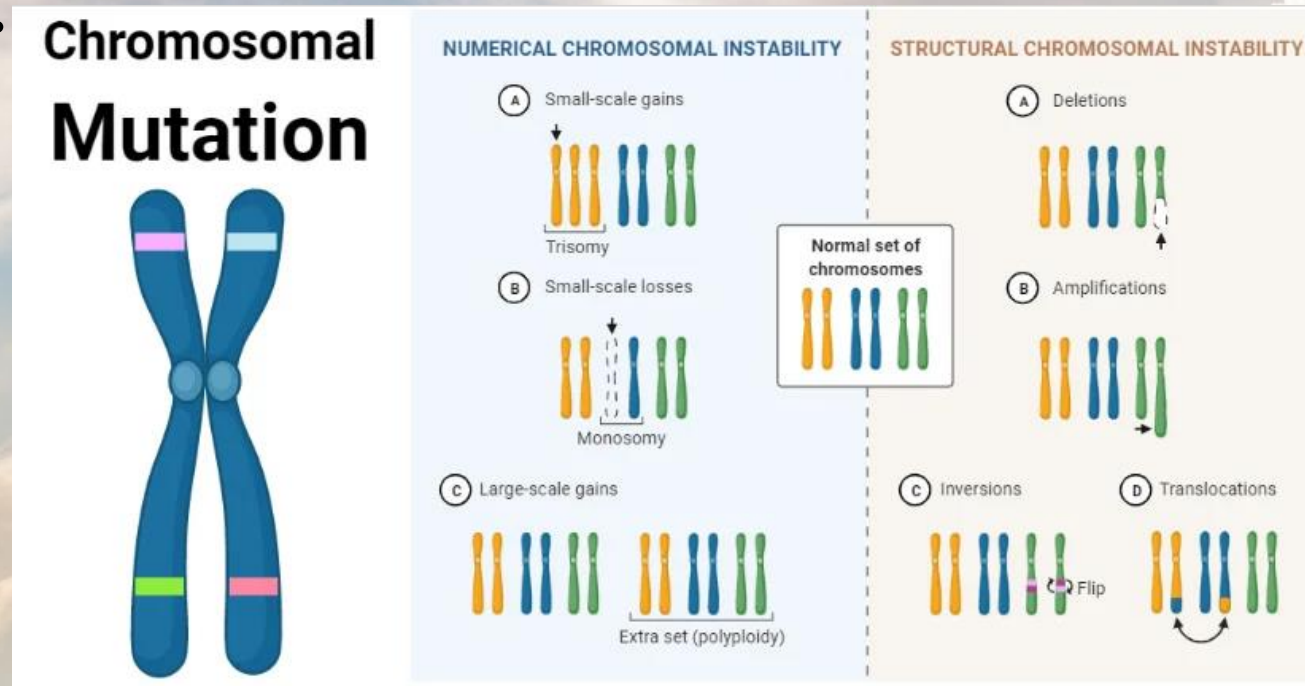 Chromosomal
Mutation
NUMERICAL CHROMOSOMAL INSTABILITY
A Small-scale gains
Trisomy
B Small-scale losses
Monosomy
C Large-scale gains
Extra set (polyploidy)
Normal set of
chromosomes
STRUCTURAL CHROMOSOMAL INSTABILITY
A Deletions
B Amplifications
C Inversions
Flip
D Translocations